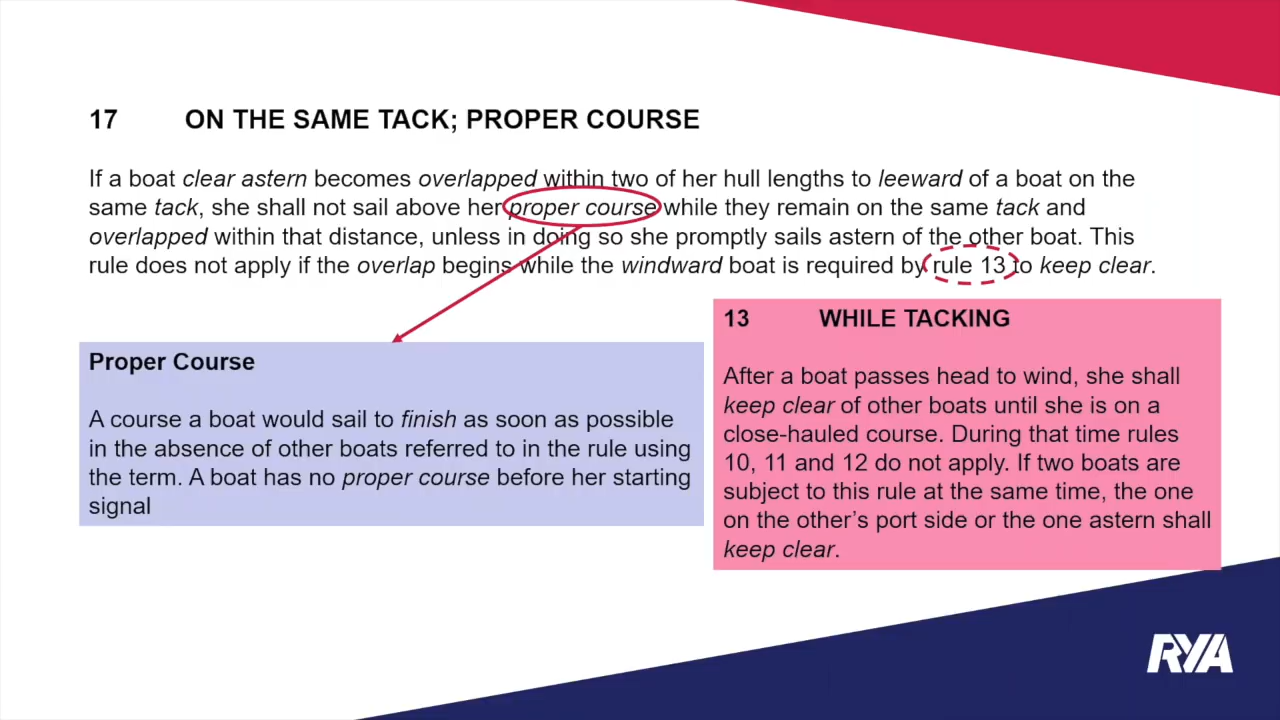 17 ON THE SAME TACK; PROPER COURSE
If a boat clear astern becomes overlapped within two of her hull lengths to leeward of a boat on the
same tack, she shall not sail above her proper course while they remain on the same tack and
overlapped within that distance, unless in doing so she promptly sails astern of the other boat. This
rule does not apply if the overlap begins while the windward boat is required by rule 13 to keep clear.
Proper Course
A course a boat would sail to finish as soon as possible
in the absence of other boats referred to in the rule using
the term. A boat has no proper course before her starting
signal
13 WHILE TACKING
After a boat passes head to wind, she shall
keep clear of other boats until she is on a
close-hauled course. During that time rules
10, 11 and 12 do not apply. If two boats are
subject to this rule at the same time, the one
on the other’s port side or the one astern shall
keep clear.
RYA